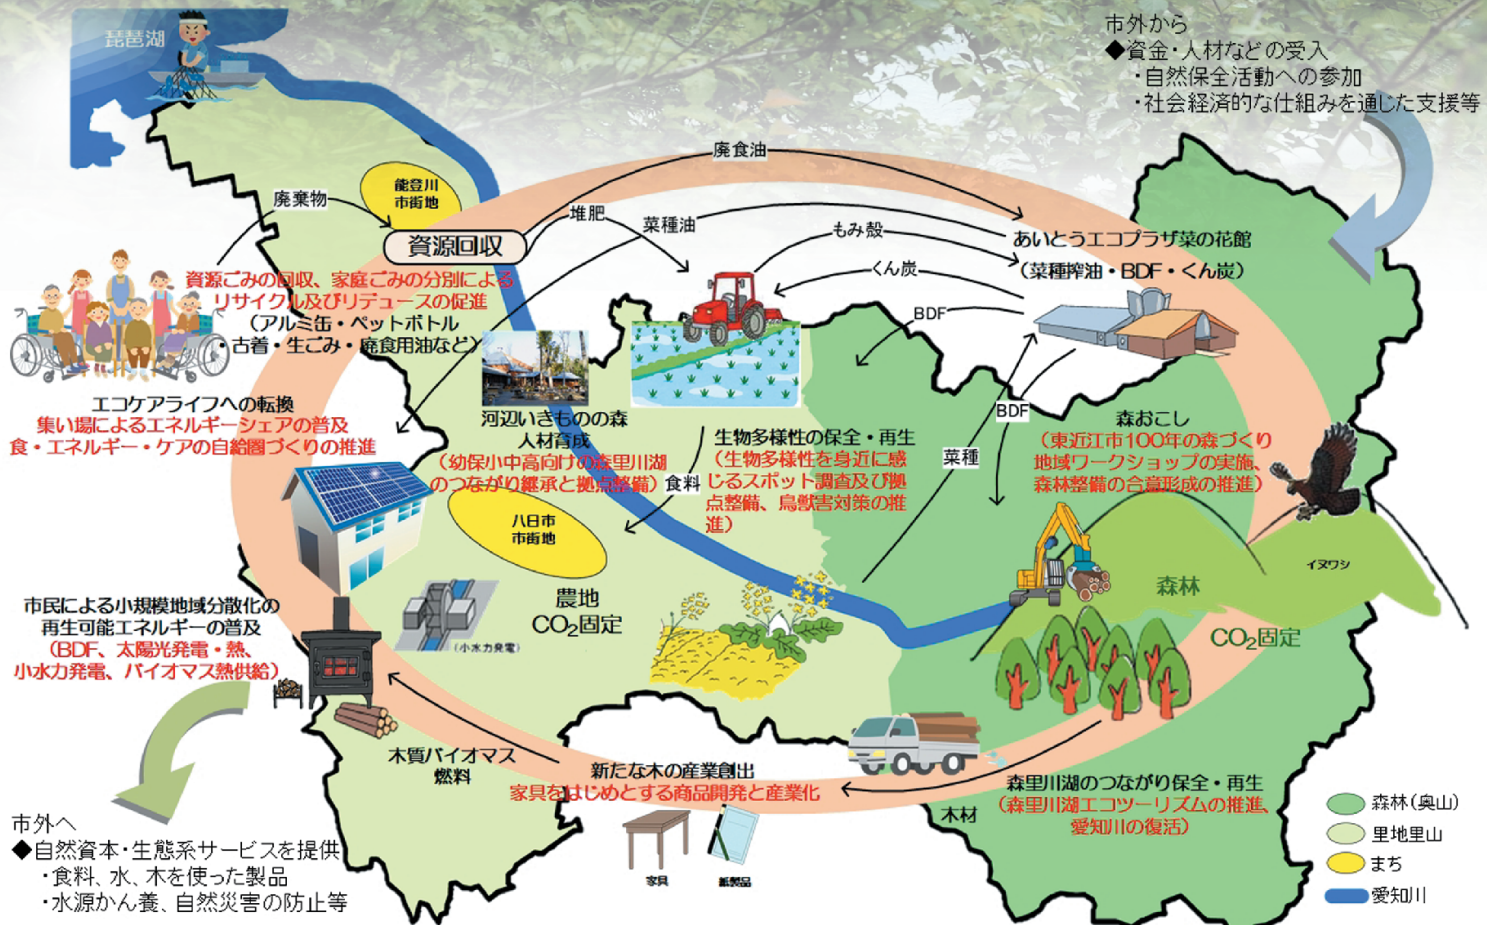 琵琶湖
市外から
◆資金・人材などの受入
・自然保全活動への参加
・社会経済的な仕組みを通じた支援等
廃食油
能登川
市街地
廃棄物
資源回収
堆肥
菜種油
もみ殻
くん炭
BDF
あいとうエコプラザ菜の花館
(菜種搾油・BDF・くん炭)
資源ごみの回収、家庭ごみの分別による
リサイクル及びリデュースの促進
(アルミ缶・ペットボトル
・古着・生ごみ・廃食用油など)
エコケアライフへの転換
集い場によるエネルギーシェアの普及
食・エネルギー・ケアの自給圏づくりの推進
河辺いきものの森
人材育成
(幼保小中高向けの森里川湖
のつながり継承と拠点整備)
食料
生物多様性の保全・再生
(生物多様性を身近に感
じるスポット調査及び拠
点整備、鳥獣害対策の推
進)
菜種
BDF
森おこし
(東近江市100年の森づくり
地域ワークショップの実施、
森林整備の合意形成の推進)
八日市
市街地
農地
CO2固定
(小水力発電)
イヌワシ
森林
CO2固定
市民による小規模地域分散化の
再生可能エネルギーの普及
(BDF、太陽光発電・熱、
小水力発電、バイオマス熱供給)
木質バイオマス
燃料
新たな木の産業創出
家具をはじめとする商品開発と産業化
家具
紙製品
木材
森里川湖のつながり保全・再生
(森里川湖エコツーリズムの推進、
愛知川の復活)
市外へ
◆自然資本・生態系サービスを提供
・食料、水、木を使った製品
・水源かん養、自然災害の防止等
森林(奥山)
里地里山
まち
愛知川